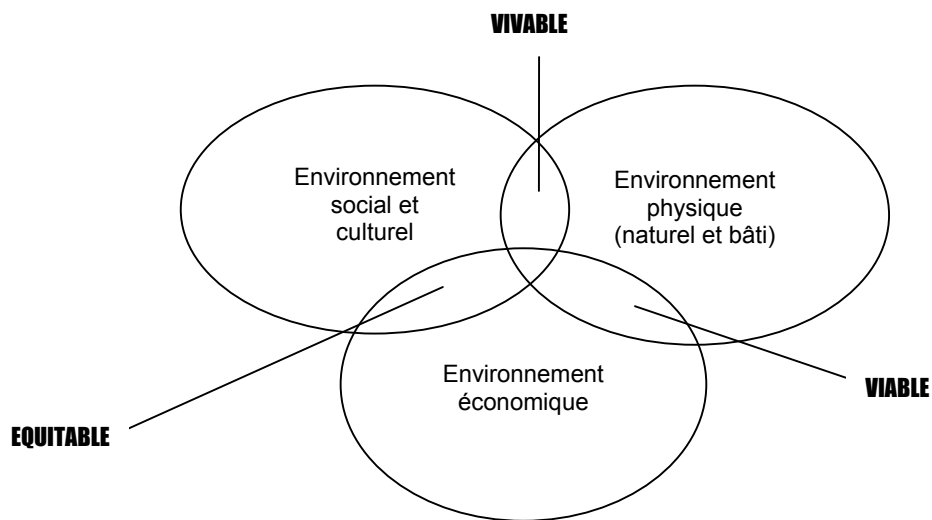 VIVABLE
Environnement
social et
culturel
Environnement
physique
(naturel et bâti)
Environnement
économique
VIABLE
EQUITABLE